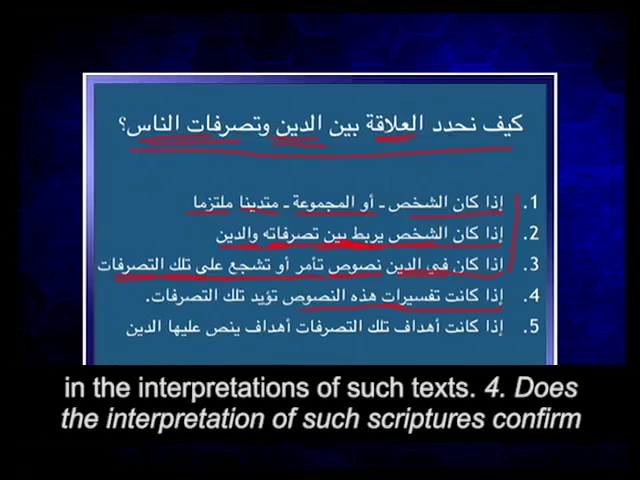 كيف نحدد العلاقة بين الدين وتصرفات الناس؟
1. إذا كان الشخص - أو المجموعة - متدينا ملتزما
2. إذا كان الشخص يربط بين تصرفاته والدين
3. إذا كان في الدين نصوص تأمر أو تشجع على تلك التصرفات
4. إذا كانت تفسيرات هذه النصوص تؤيد تلك التصرفات.
5. إذا كانت أهداف تلك التصرفات أهداف ينص عليها الدين
in the interpretations of such texts. 4. Does
the interpretation of such scriptures confirm